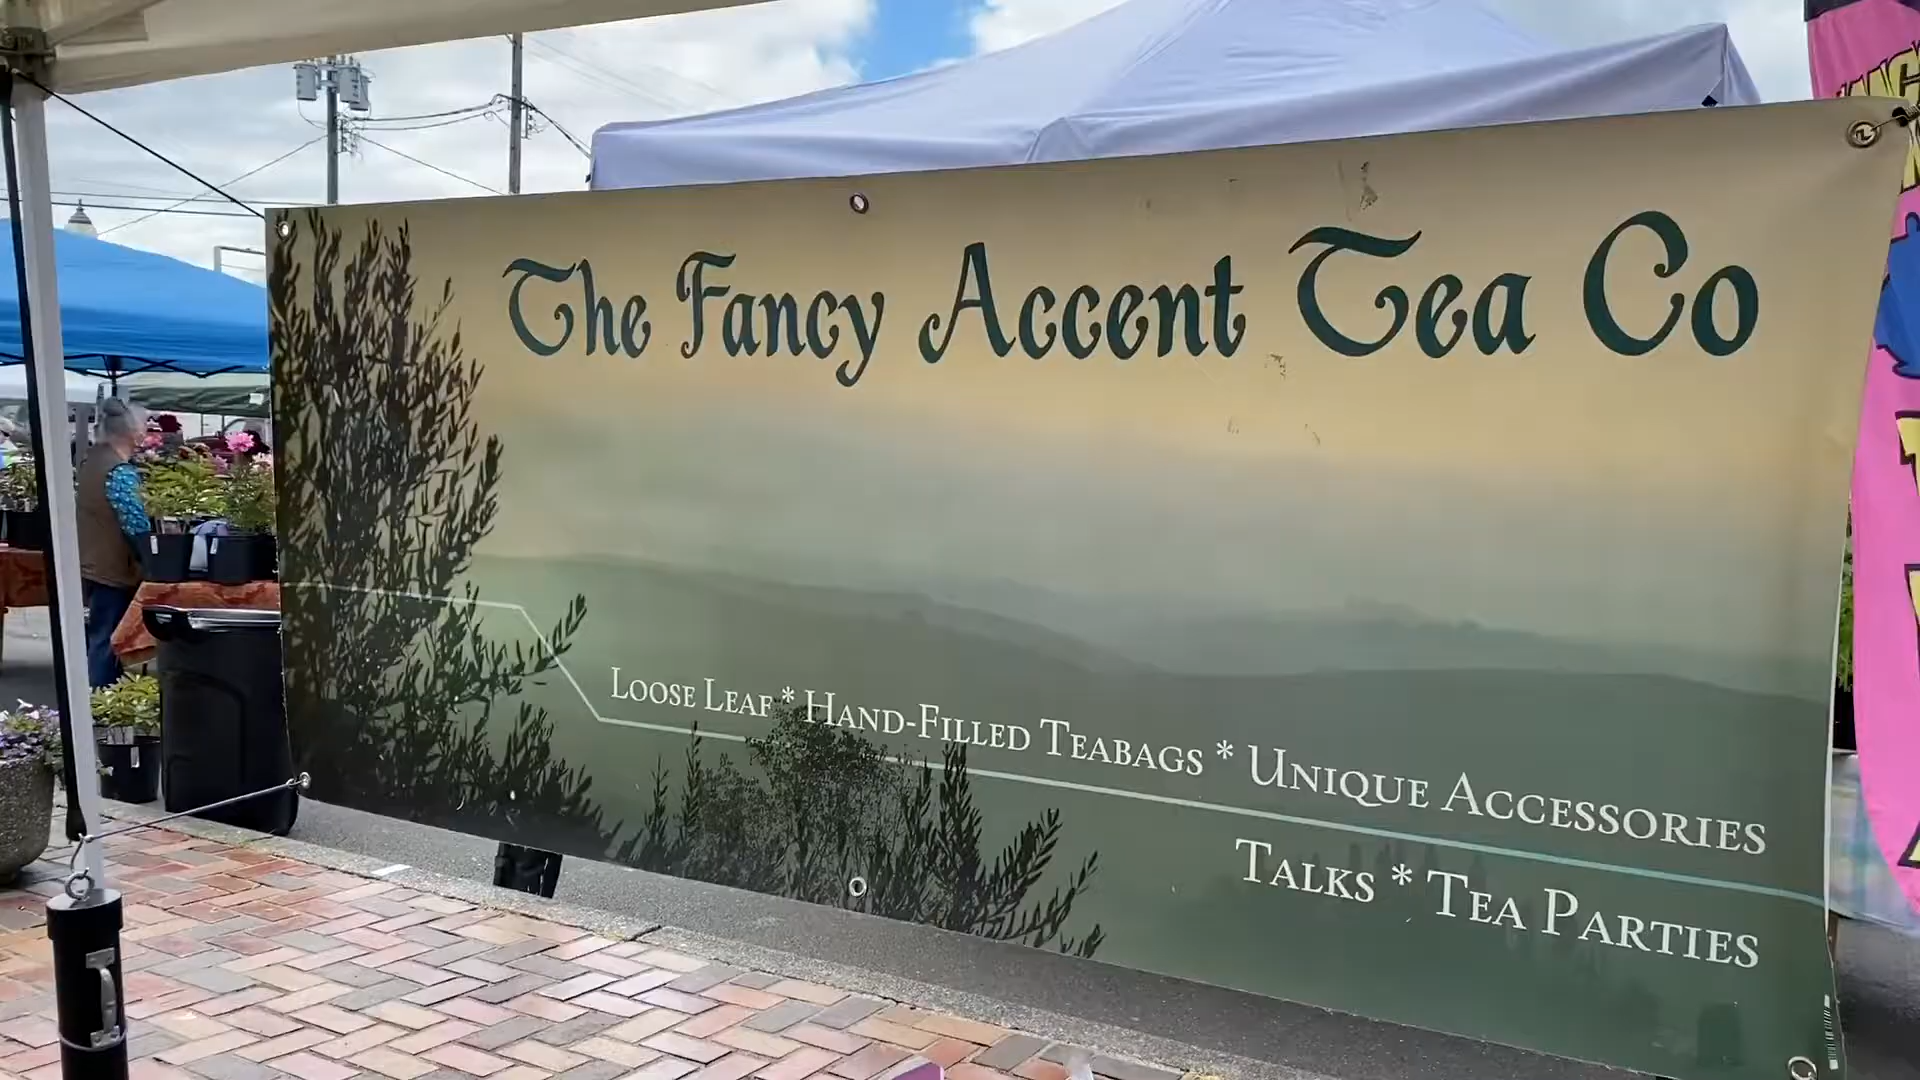 The Fancy Accent Tea Co
LOOSE LEAF * HAND-FILLED TEABAGS * UNIQUE ACCESSORIES
TALKS * TEA PARTIES